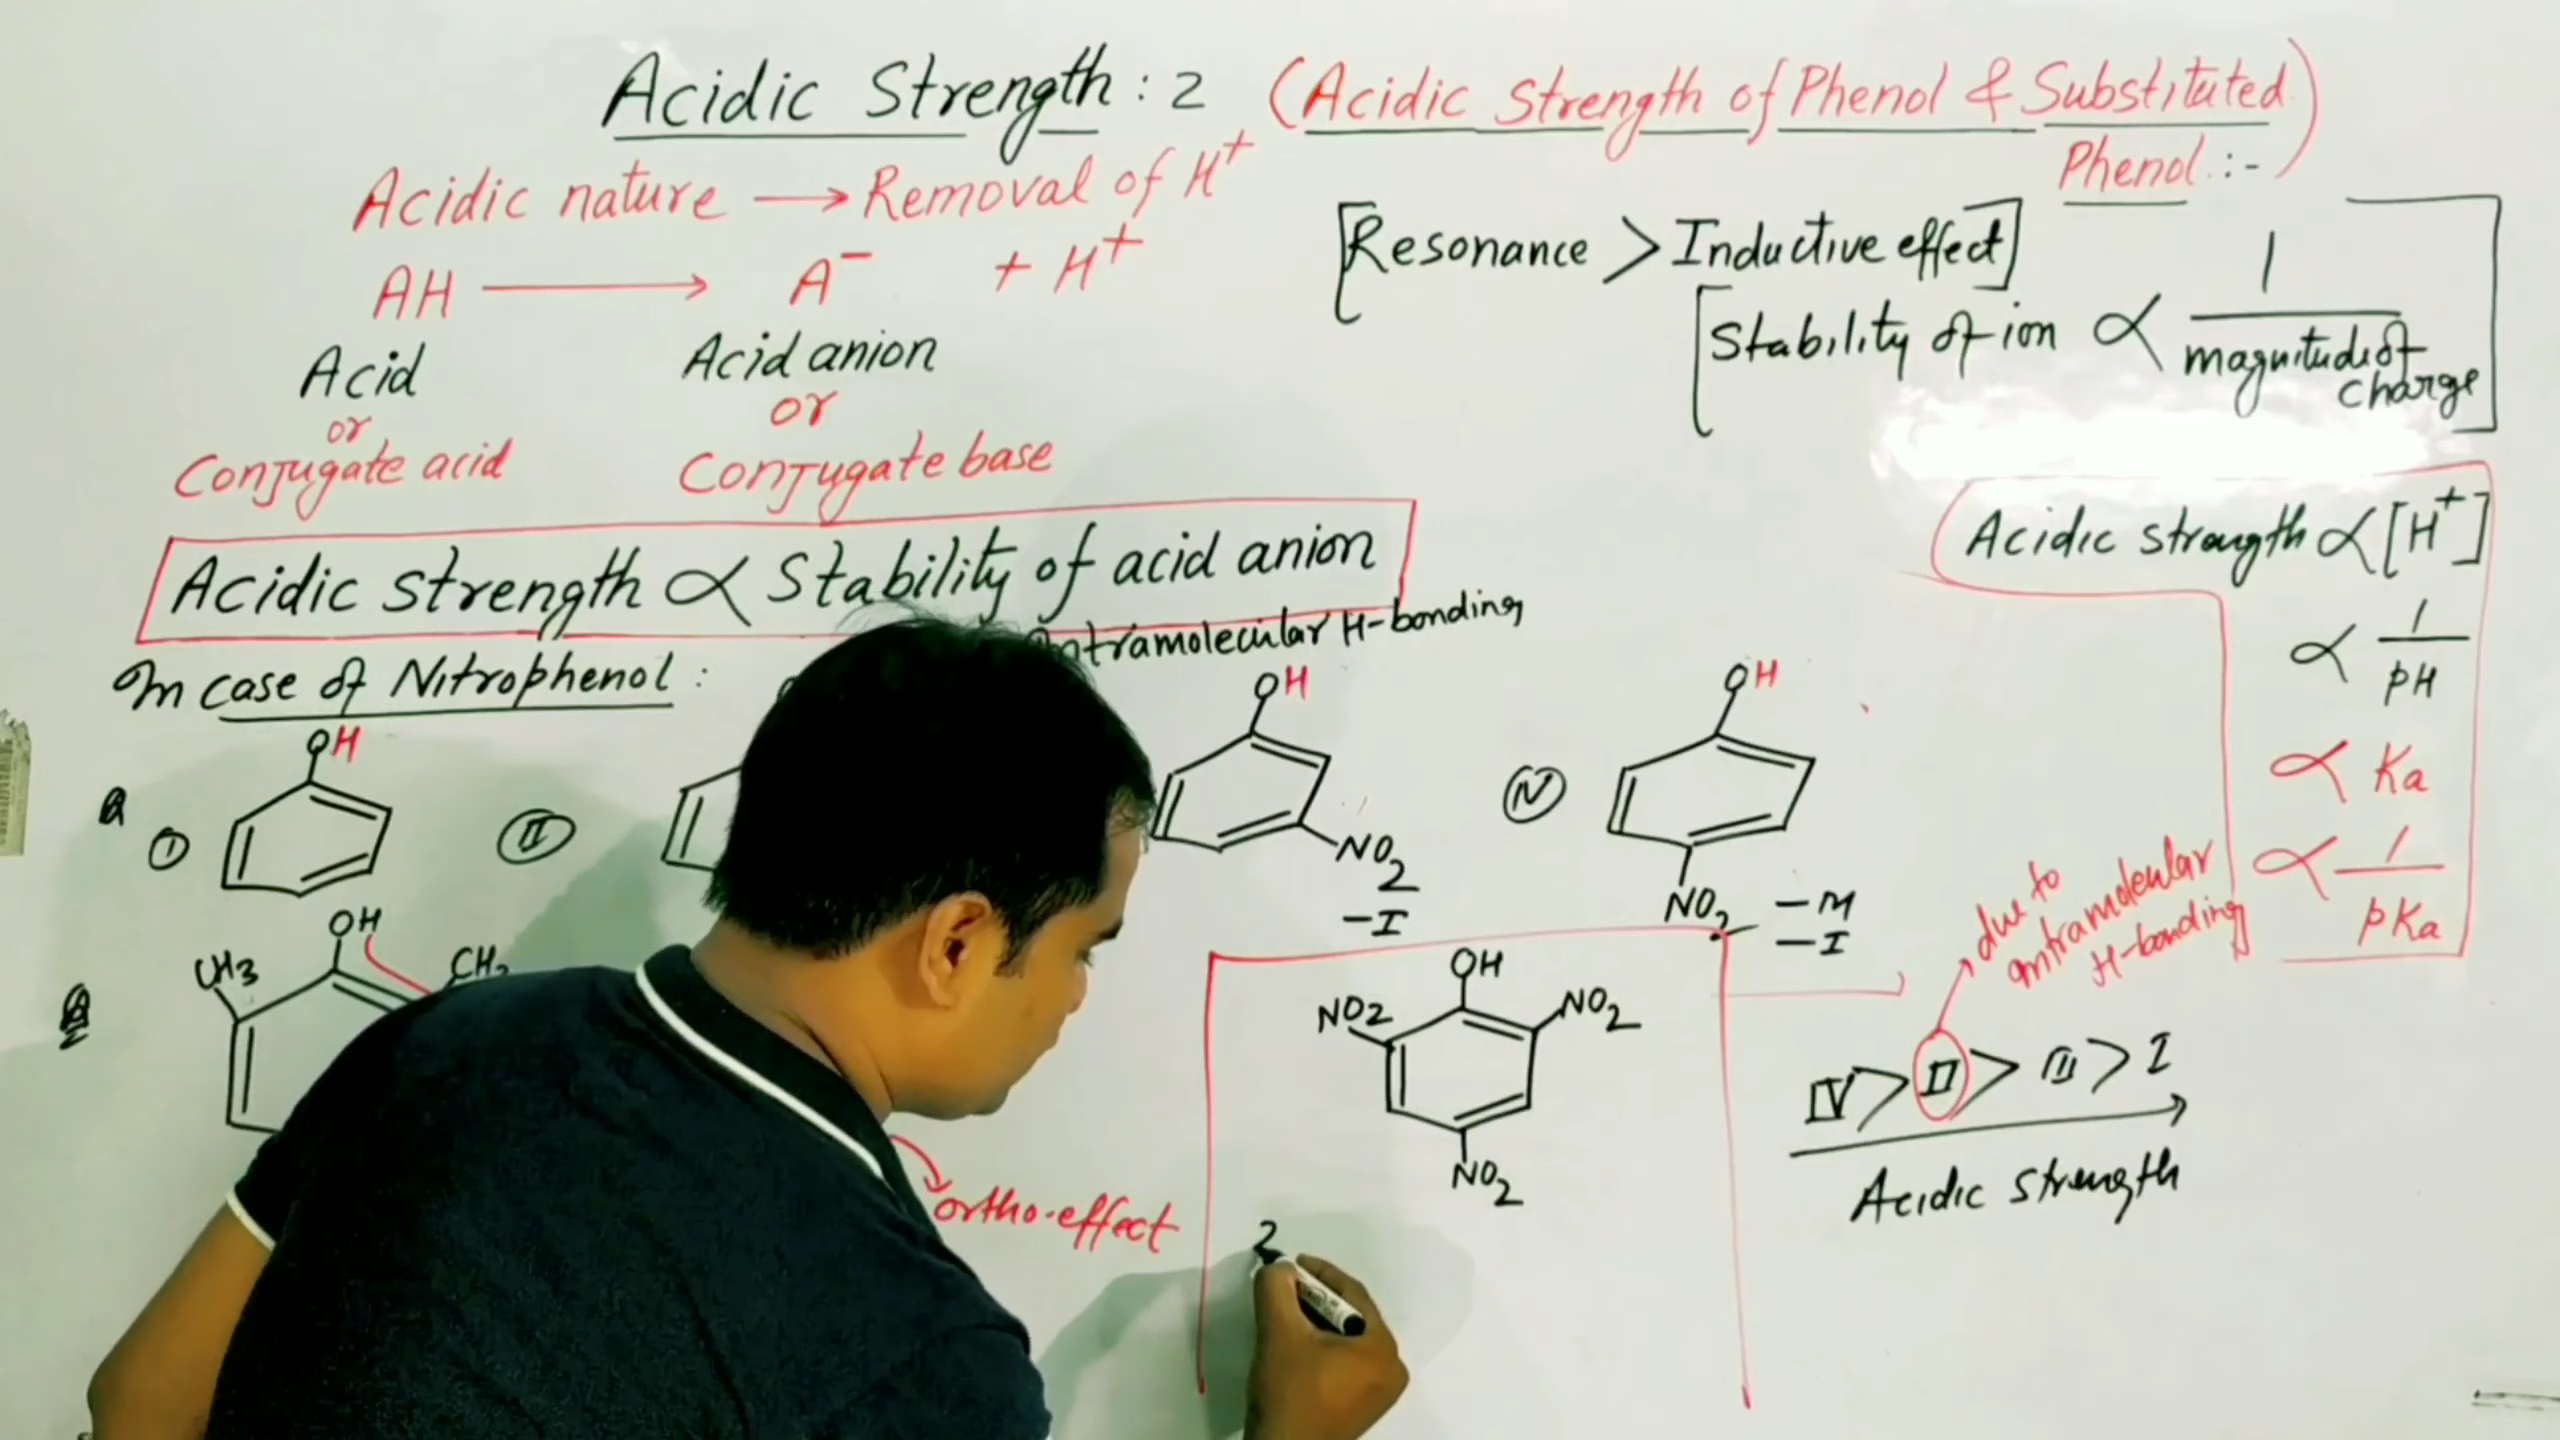 Acidic Strength : 2 (Acidic Strength of Phenol & Substituted
Phenol :-)
Acidic nature → Removal of H⁺
AH → A⁻ + H⁺
Acid
or
Conjugate acid
Acid anion
or
Conjugate base
[Resonance > Inductive effect]
[Stability of ion ∝ 1 / magnitude of charge]
Acidic strength ∝ Stability of acid anion
Acidic strength ∝ [H⁺]
∝ 1/pH
∝ Ka
∝ 1/pKa
In case of Nitrophenol :
Intramolecular H-bonding
Q
I
OH
II
OH
NO2
-I
IV
OH
NO2
-M
-I
due to
intramolecular
H-bonding
OH
CH3
CH3
ortho-effect
OH
NO2
NO2
NO2
2
IV > II > III > I
Acidic strength